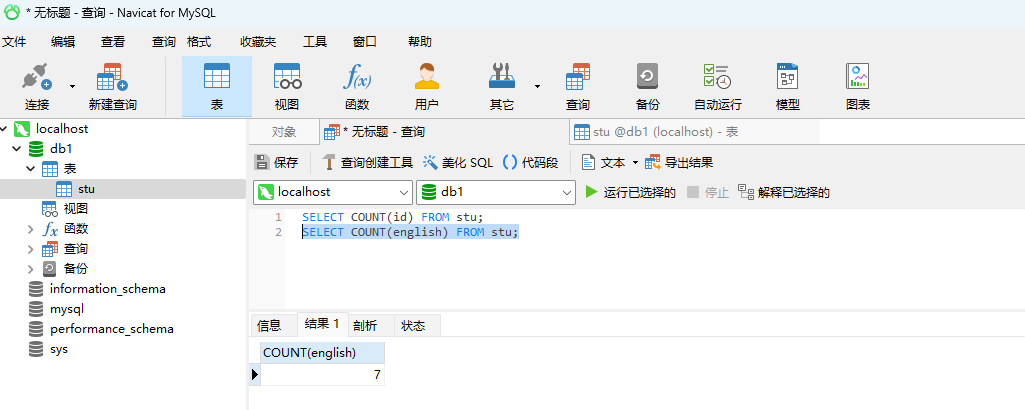 * 无标题 - 查询 - Navicat for MySQL
文件 编辑 查看 查询 格式 收藏夹 工具 窗口 帮助
连接 新建查询 表 视图 函数 用户 其它 查询 备份 自动运行 模型 图表
f(x)
localhost
db1
表
stu
视图
fx 函数
查询
备份
information_schema
mysql
performance_schema
sys
对象 * 无标题 - 查询 stu @db1 (localhost) - 表
保存 查询创建工具 美化 SQL () 代码段 文本 导出结果
localhost db1 运行已选择的 停止 解释已选择的
1 SELECT COUNT(id) FROM stu;
2 SELECT COUNT(english) FROM stu;
信息 结果 1 剖析 状态
COUNT(english)
7